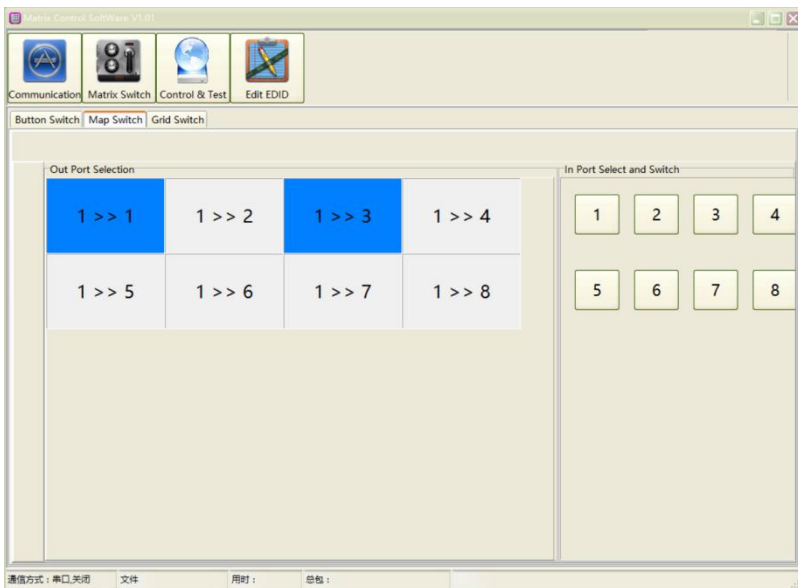 Matrix Control SoftWare V1.01
Communication Matrix Switch Control & Test Edit EDID
Button Switch Map Switch Grid Switch
Out Port Selection
1 >> 1 1 >> 2 1 >> 3 1 >> 4
1 >> 5 1 >> 6 1 >> 7 1 >> 8
In Port Select and Switch
1 2 3 4
5 6 7 8
通信方式：串口,关闭 文件 用时： 总包：